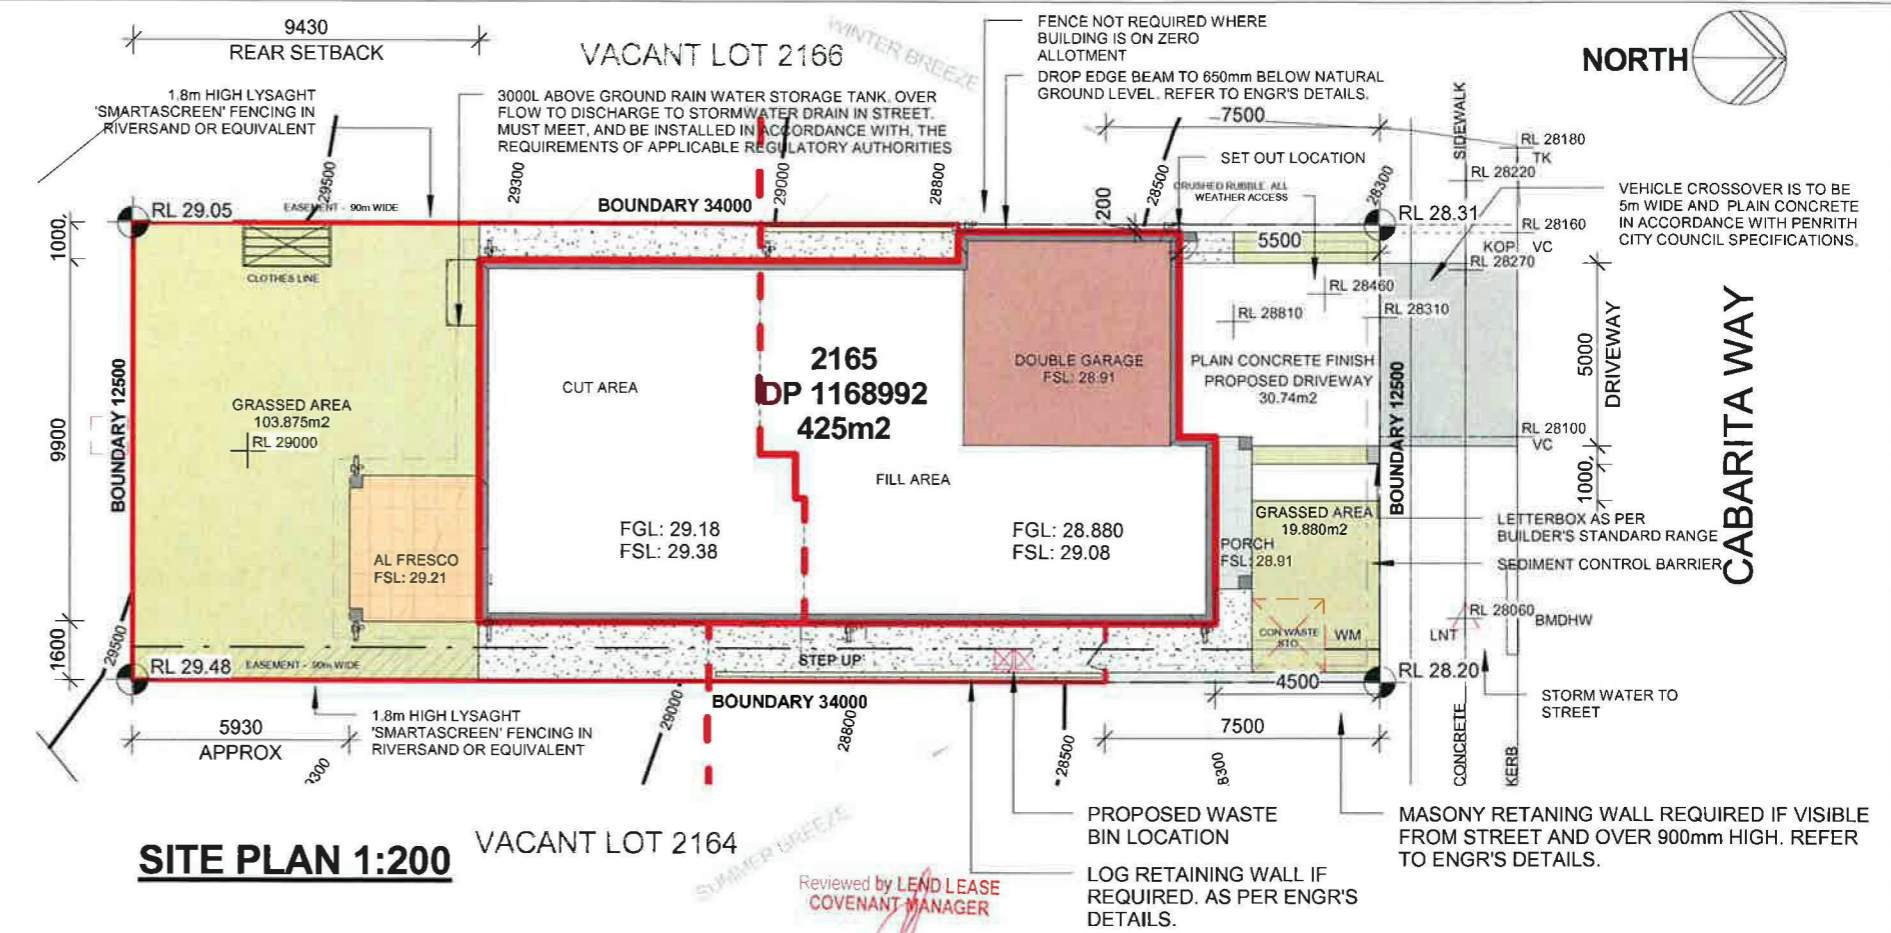 9430
REAR SETBACK
VACANT LOT 2166
WINTER BREEZE
FENCE NOT REQUIRED WHERE
BUILDING IS ON ZERO
ALLOTMENT
DROP EDGE BEAM TO 650mm BELOW NATURAL
GROUND LEVEL. REFER TO ENGR'S DETAILS.
NORTH
1.8m HIGH LYSAGHT
'SMARTASCREEN' FENCING IN
RIVERSAND OR EQUIVALENT
3000L ABOVE GROUND RAIN WATER STORAGE TANK. OVER
FLOW TO DISCHARGE TO STORMWATER DRAIN IN STREET.
MUST MEET, AND BE INSTALLED IN ACCORDANCE WITH, THE
REQUIREMENTS OF APPLICABLE REGULATORY AUTHORITIES
7500
SET OUT LOCATION
CRUSHED RUBBLE ALL
WEATHER ACCESS
SIDEWALK
RL 28180
TK
RL 28220
VEHICLE CROSSOVER IS TO BE
5m WIDE AND PLAIN CONCRETE
IN ACCORDANCE WITH PENRITH
CITY COUNCIL SPECIFICATIONS.
29500
29300
29000
28800
200
28500
28300
RL 29.05
EASEMENT - 90m WIDE
BOUNDARY 34000
RL 28.31
RL 28160
KOP VC
RL 28270
1000
CLOTHES LINE
5500
RL 28460
RL 28810
RL 28310
2165
DP 1168992
425m2
CUT AREA
DOUBLE GARAGE
FSL: 28.91
PLAIN CONCRETE FINISH
PROPOSED DRIVEWAY
30.74m2
5000
DRIVEWAY
CABARITA WAY
9900
BOUNDARY 12500
GRASSED AREA
103.875m2
RL 29000
BOUNDARY 12500
RL 28100
VC
FILL AREA
1000
GRASSED AREA
19.880m2
LETTERBOX AS PER
BUILDER'S STANDARD RANGE
FGL: 29.18
FSL: 29.38
FGL: 28.880
FSL: 29.08
PORCH
FSL: 28.91
SEDIMENT CONTROL BARRIER
AL FRESCO
FSL: 29.21
RL 28060
BMDHW
1600
28500
CON WASTE
STO.
WM
LNT
STEP UP
RL 29.48
EASEMENT - 90m WIDE
RL 28.20
4500
BOUNDARY 34000
STORM WATER TO
STREET
5930
APPROX
1.8m HIGH LYSAGHT
'SMARTASCREEN' FENCING IN
RIVERSAND OR EQUIVALENT
29000
28800
28500
7500
CONCRETE
KERB
PROPOSED WASTE
BIN LOCATION
MASONY RETANING WALL REQUIRED IF VISIBLE
FROM STREET AND OVER 900mm HIGH. REFER
TO ENGR'S DETAILS.
SITE PLAN 1:200
VACANT LOT 2164
SUMMER BREEZE
Reviewed by LEND LEASE
COVENANT MANAGER
LOG RETAINING WALL IF
REQUIRED. AS PER ENGR'S
DETAILS.